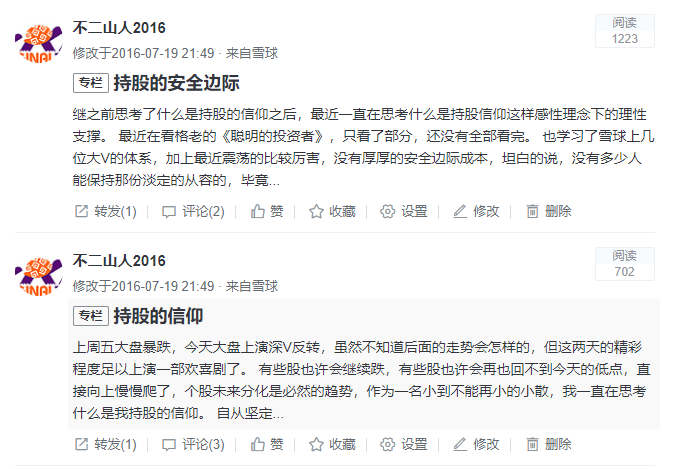 不二山人2016
阅读
1223
修改于2016-07-19 21:49 · 来自雪球
专栏 持股的安全边际
继之前思考了什么是持股的信仰之后，最近一直在思考什么是持股信仰这样感性理念下的理性
支撑。 最近在看格老的《聪明的投资者》，只看了部分，还没有全部看完。 也学习了雪球上几
位大V的体系，加上最近震荡的比较厉害，没有厚厚的安全边际成本，坦白的说，没有多少人
能保持那份淡定的从容的，毕竟...
转发(1) 评论(2) 赞 收藏 设置 修改 删除
不二山人2016
阅读
702
修改于2016-07-19 21:49 · 来自雪球
专栏 持股的信仰
上周五大盘暴跌，今天大盘上演深V反转，虽然不知道后面的走势会怎样的，但这两天的精彩
程度足以上演一部欢喜剧了。 有些股也许会继续跌，有些股也许会再也回不到今天的低点，直
接向上慢慢爬了，个股未来分化是必然的趋势，作为一名小到不能再小的小散，我一直在思考
什么是我持股的信仰。 自从坚定...
转发(1) 评论(3) 赞 收藏 设置 修改 删除